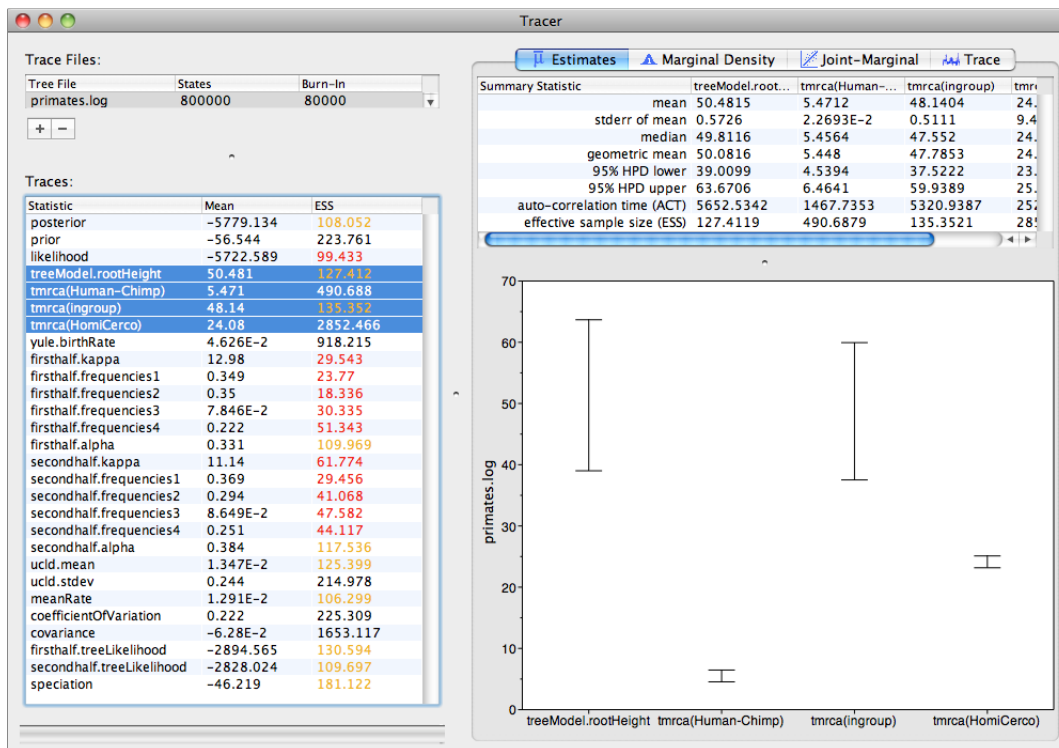 Tracer
Trace Files:
Tree File States Burn-In
primates.log 800000 80000
+ −
Traces:
Statistic Mean ESS
posterior -5779.134 108.052
prior -56.544 223.761
likelihood -5722.589 99.433
treeModel.rootHeight 50.481 127.412
tmrca(Human-Chimp) 5.471 490.688
tmrca(ingroup) 48.14 135.352
tmrca(HomiCerco) 24.08 2852.466
yule.birthRate 4.626E-2 918.215
firsthalf.kappa 12.98 29.543
firsthalf.frequencies1 0.349 23.77
firsthalf.frequencies2 0.35 18.336
firsthalf.frequencies3 7.846E-2 30.335
firsthalf.frequencies4 0.222 51.343
firsthalf.alpha 0.331 109.969
secondhalf.kappa 11.14 61.774
secondhalf.frequencies1 0.369 29.456
secondhalf.frequencies2 0.294 41.068
secondhalf.frequencies3 8.649E-2 47.582
secondhalf.frequencies4 0.251 44.117
secondhalf.alpha 0.384 117.536
ucld.mean 1.347E-2 125.399
ucld.stdev 0.244 214.978
meanRate 1.291E-2 106.299
coefficientOfVariation 0.222 225.309
covariance -6.28E-2 1653.117
firsthalf.treeLikelihood -2894.565 130.594
secondhalf.treeLikelihood -2828.024 109.697
speciation -46.219 181.122
Estimates Marginal Density Joint-Marginal Trace
Summary Statistic treeModel.root... tmrca(Human-... tmrca(ingroup) tmr
mean 50.4815 5.4712 48.1404 24.
stderr of mean 0.5726 2.2693E-2 0.5111 9.4
median 49.8116 5.4564 47.552 24.
geometric mean 50.0816 5.448 47.7853 24.
95% HPD lower 39.0099 4.5394 37.5222 23.
95% HPD upper 63.6706 6.4641 59.9389 25.
auto-correlation time (ACT) 5652.5342 1467.7353 5320.9387 252
effective sample size (ESS) 127.4119 490.6879 135.3521 285
70
60
50
40
30
20
10
0
primates.log
treeModel.rootHeight tmrca(Human-Chimp) tmrca(ingroup) tmrca(HomiCerco)